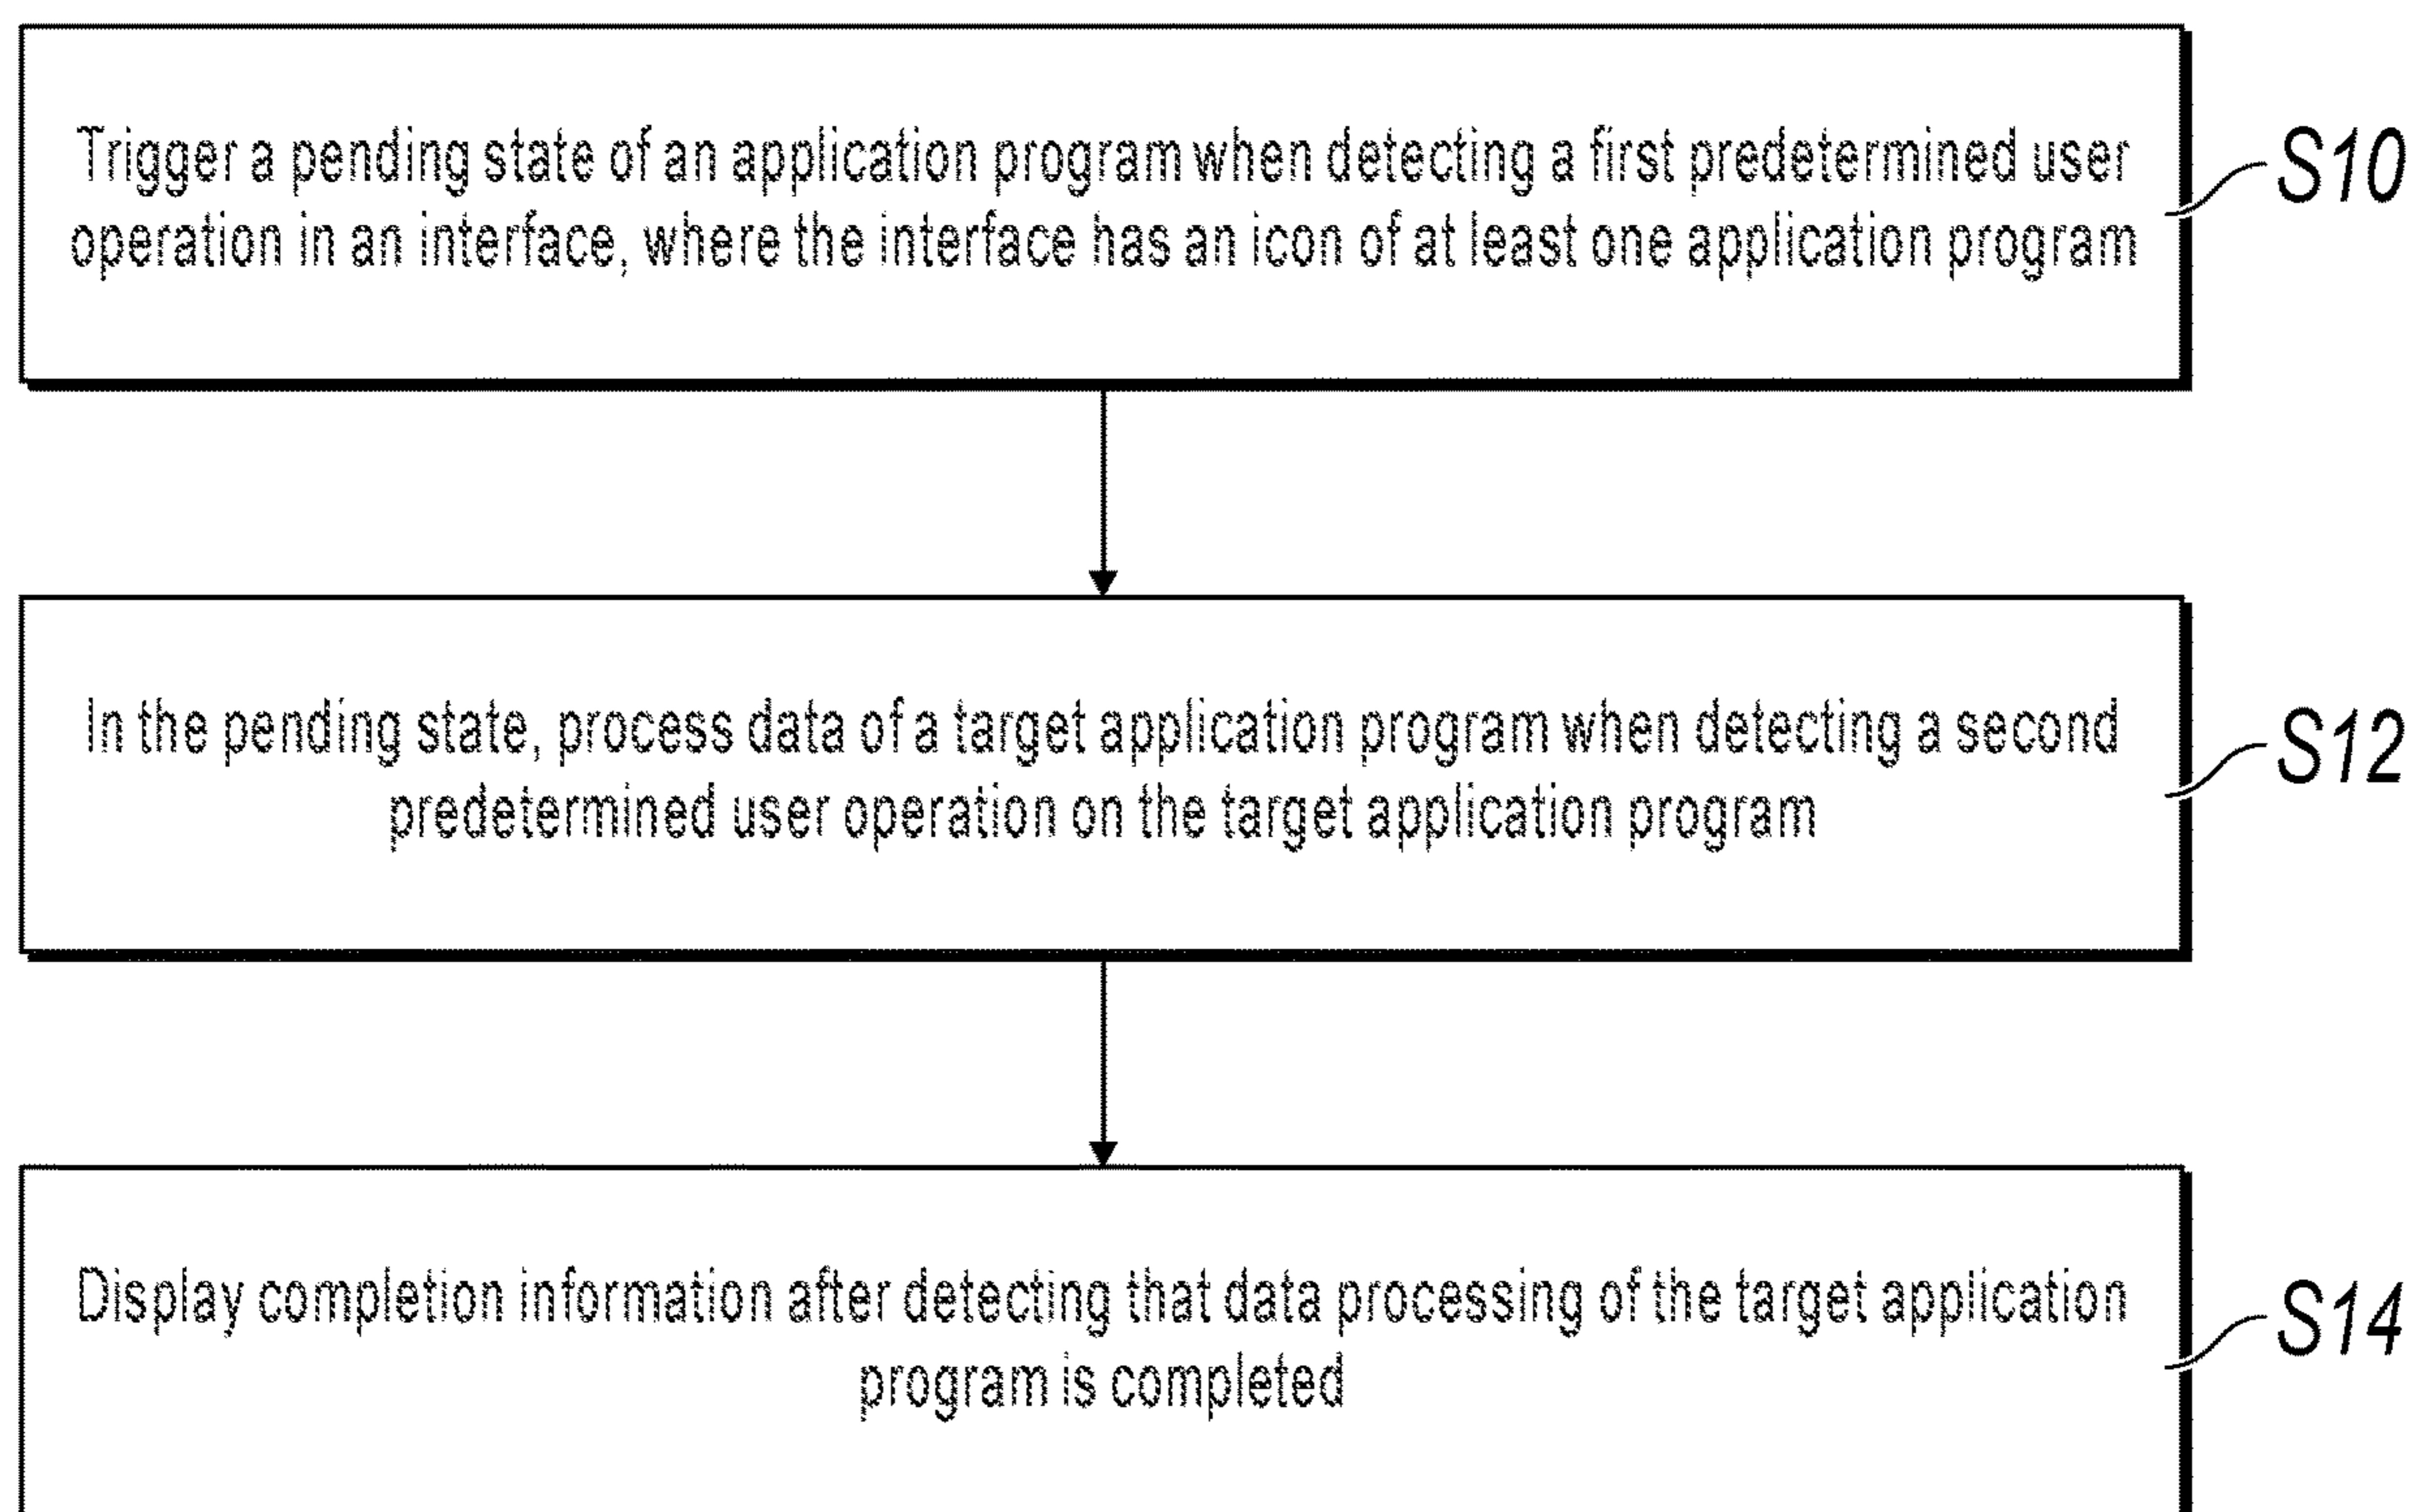 Trigger a pending state of an application program when detecting a first predetermined user
operation in an interface, where the interface has an icon of at least one application program
S10
In the pending state, process data of a target application program when detecting a second
predetermined user operation on the target application program
S12
Display completion information after detecting that data processing of the target application
program is completed
S14